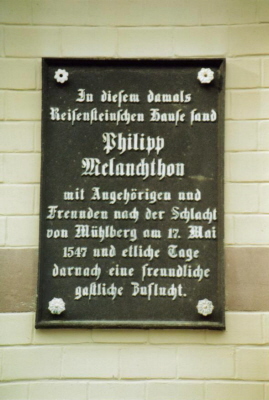 In diesem damals
Reifensteinschen Hause fand
Philipp
Melanchthon
mit Angehörigen und
Freunden nach der Schlacht
von Mühlberg am 17. Mai
1547 und etliche Tage
darnach eine freundliche
gastliche Zuflucht.